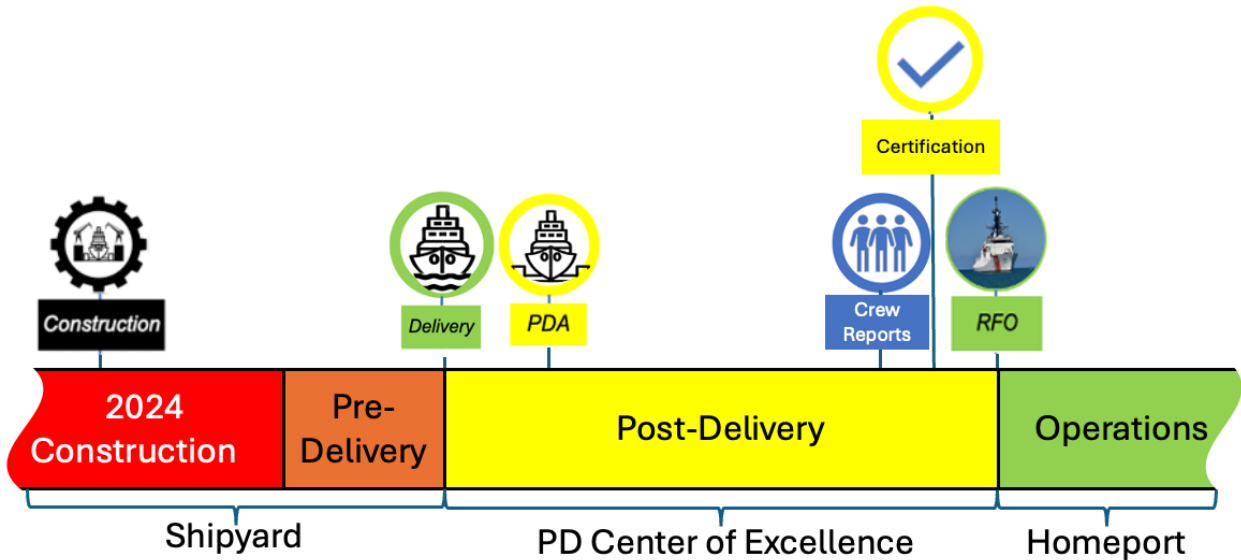 Certification
Construction
Delivery
PDA
Crew
Reports
RFO
2024
Construction
Pre-
Delivery
Post-Delivery
Operations
Shipyard
PD Center of Excellence
Homeport